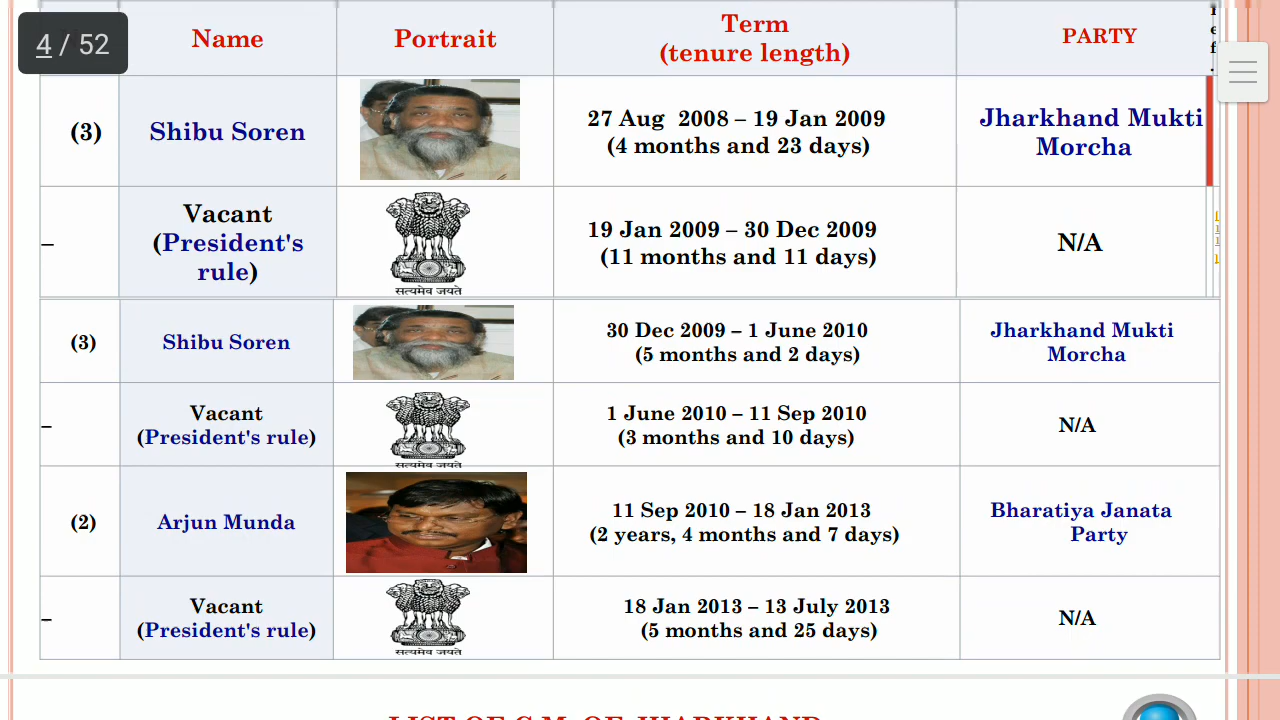 4 / 52
Name
Portrait
Term
(tenure length)
PARTY
r
e
f
.
(3)
Shibu Soren
27 Aug 2008 – 19 Jan 2009
(4 months and 23 days)
Jharkhand Mukti
Morcha
–
Vacant
(President's
rule)
सत्यमेव जयते
19 Jan 2009 – 30 Dec 2009
(11 months and 11 days)
N/A
(3)
Shibu Soren
30 Dec 2009 – 1 June 2010
(5 months and 2 days)
Jharkhand Mukti
Morcha
–
Vacant
(President's rule)
सत्यमेव जयते
1 June 2010 – 11 Sep 2010
(3 months and 10 days)
N/A
(2)
Arjun Munda
11 Sep 2010 – 18 Jan 2013
(2 years, 4 months and 7 days)
Bharatiya Janata
Party
–
Vacant
(President's rule)
सत्यमेव जयते
18 Jan 2013 – 13 July 2013
(5 months and 25 days)
N/A
LIST OF C.M. OF JHARKHAND